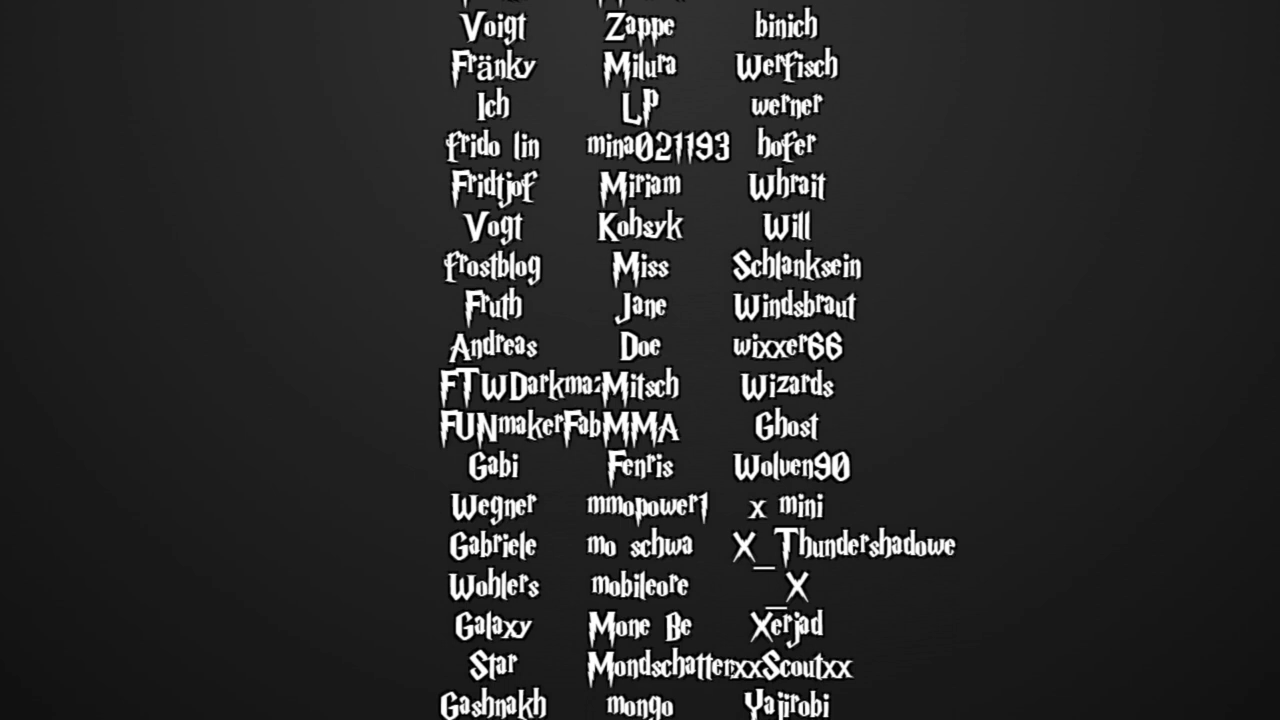 Voigt Zappe binich
Fränky Milura Werfisch
Ich LP werner
frido lin mina021193 hofer
Fridtjof Miriam Whrait
Vogt Kohsyk Will
frostblog Miss Schlanksein
Fruth Jane Windsbraut
Andreas Doe wixxer66
FTWDarkmaz Mitsch Wizards
FUNmakerFab MMA Ghost
Gabi Fenris Wolven90
Wegner mmopower1 x mini
Gabriele mo schwa X_Thundershadowe
Wohlers mobileore _X
Galaxy Mone Be Xerjad
Star Mondschatten xxScoutxx
Gashnakh mongo Yajirobi